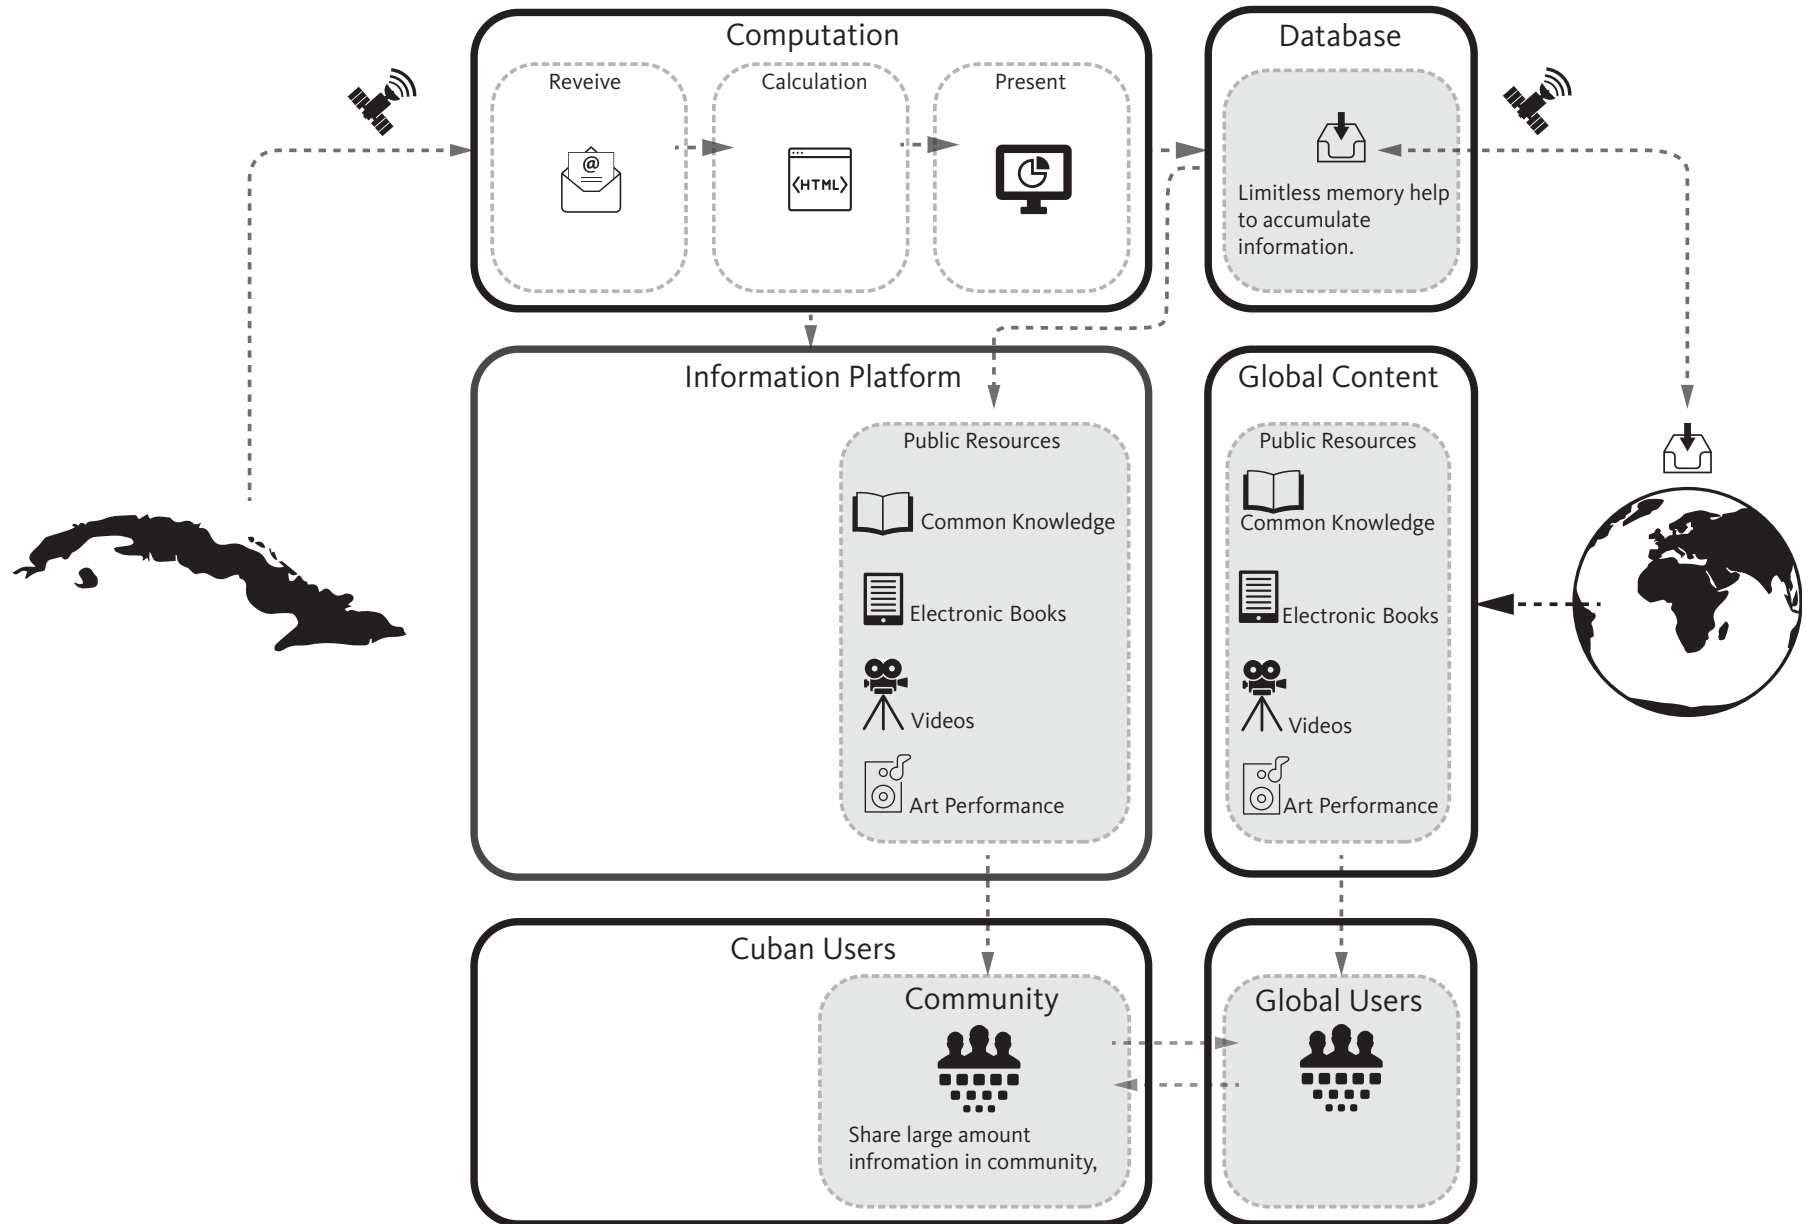 Computation
Reveive
Calculation
Present
@
<HTML>
Database
Limitless memory help
to accumulate
information.
Information Platform
Public Resources
Common Knowledge
Electronic Books
Videos
Art Performance
Global Content
Public Resources
Common Knowledge
Electronic Books
Videos
Art Performance
Cuban Users
Community
Share large amount
infromation in community,
Global Users